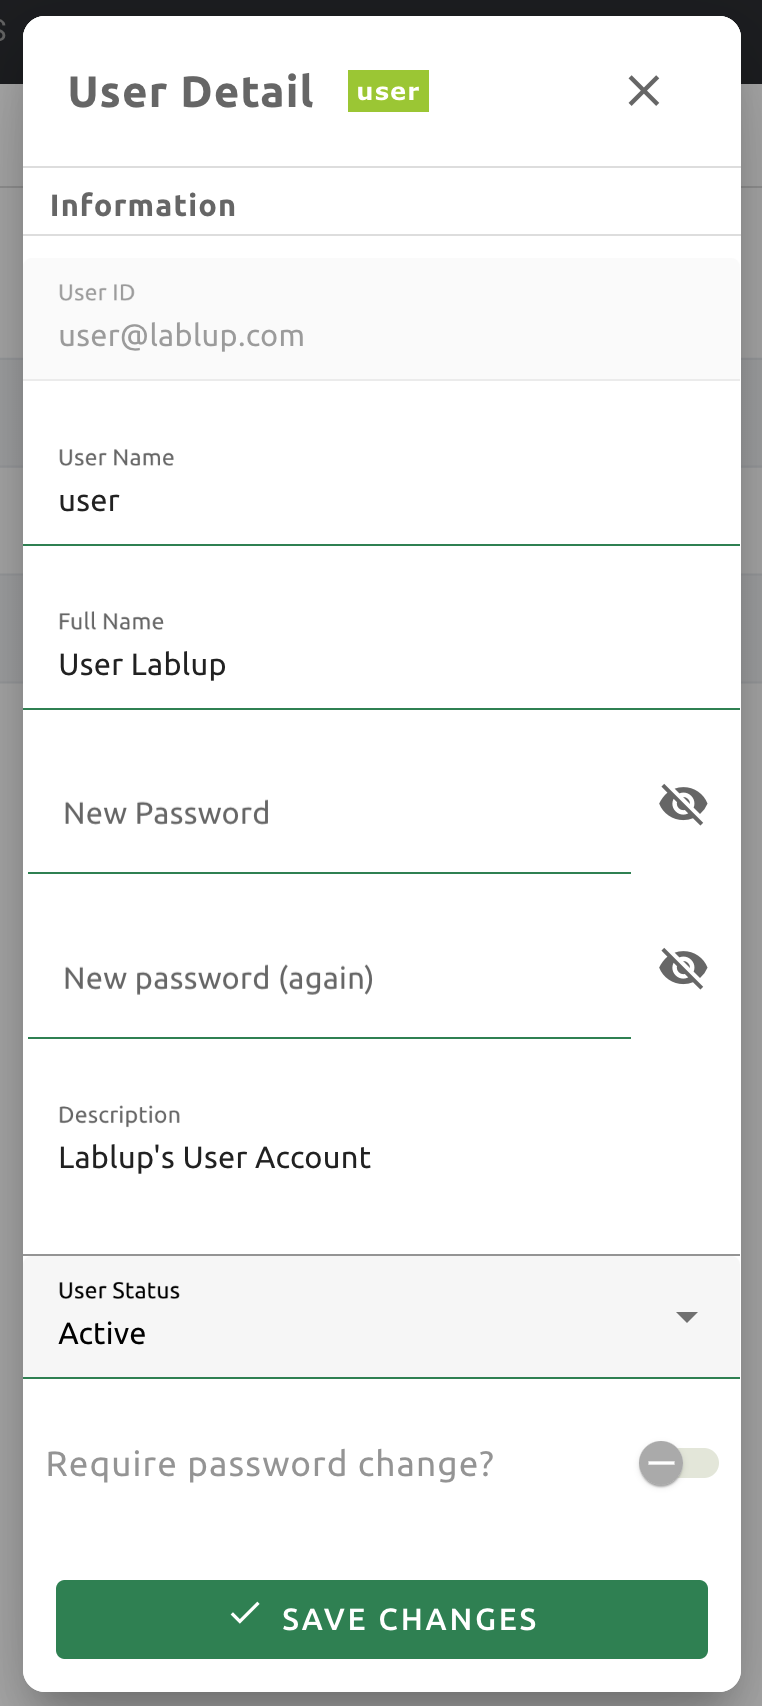 User Detail user
Information
User ID
user@lablup.com
User Name
user
Full Name
User Lablup
New Password
New password (again)
Description
Lablup's User Account
User Status
Active
Require password change?
SAVE CHANGES